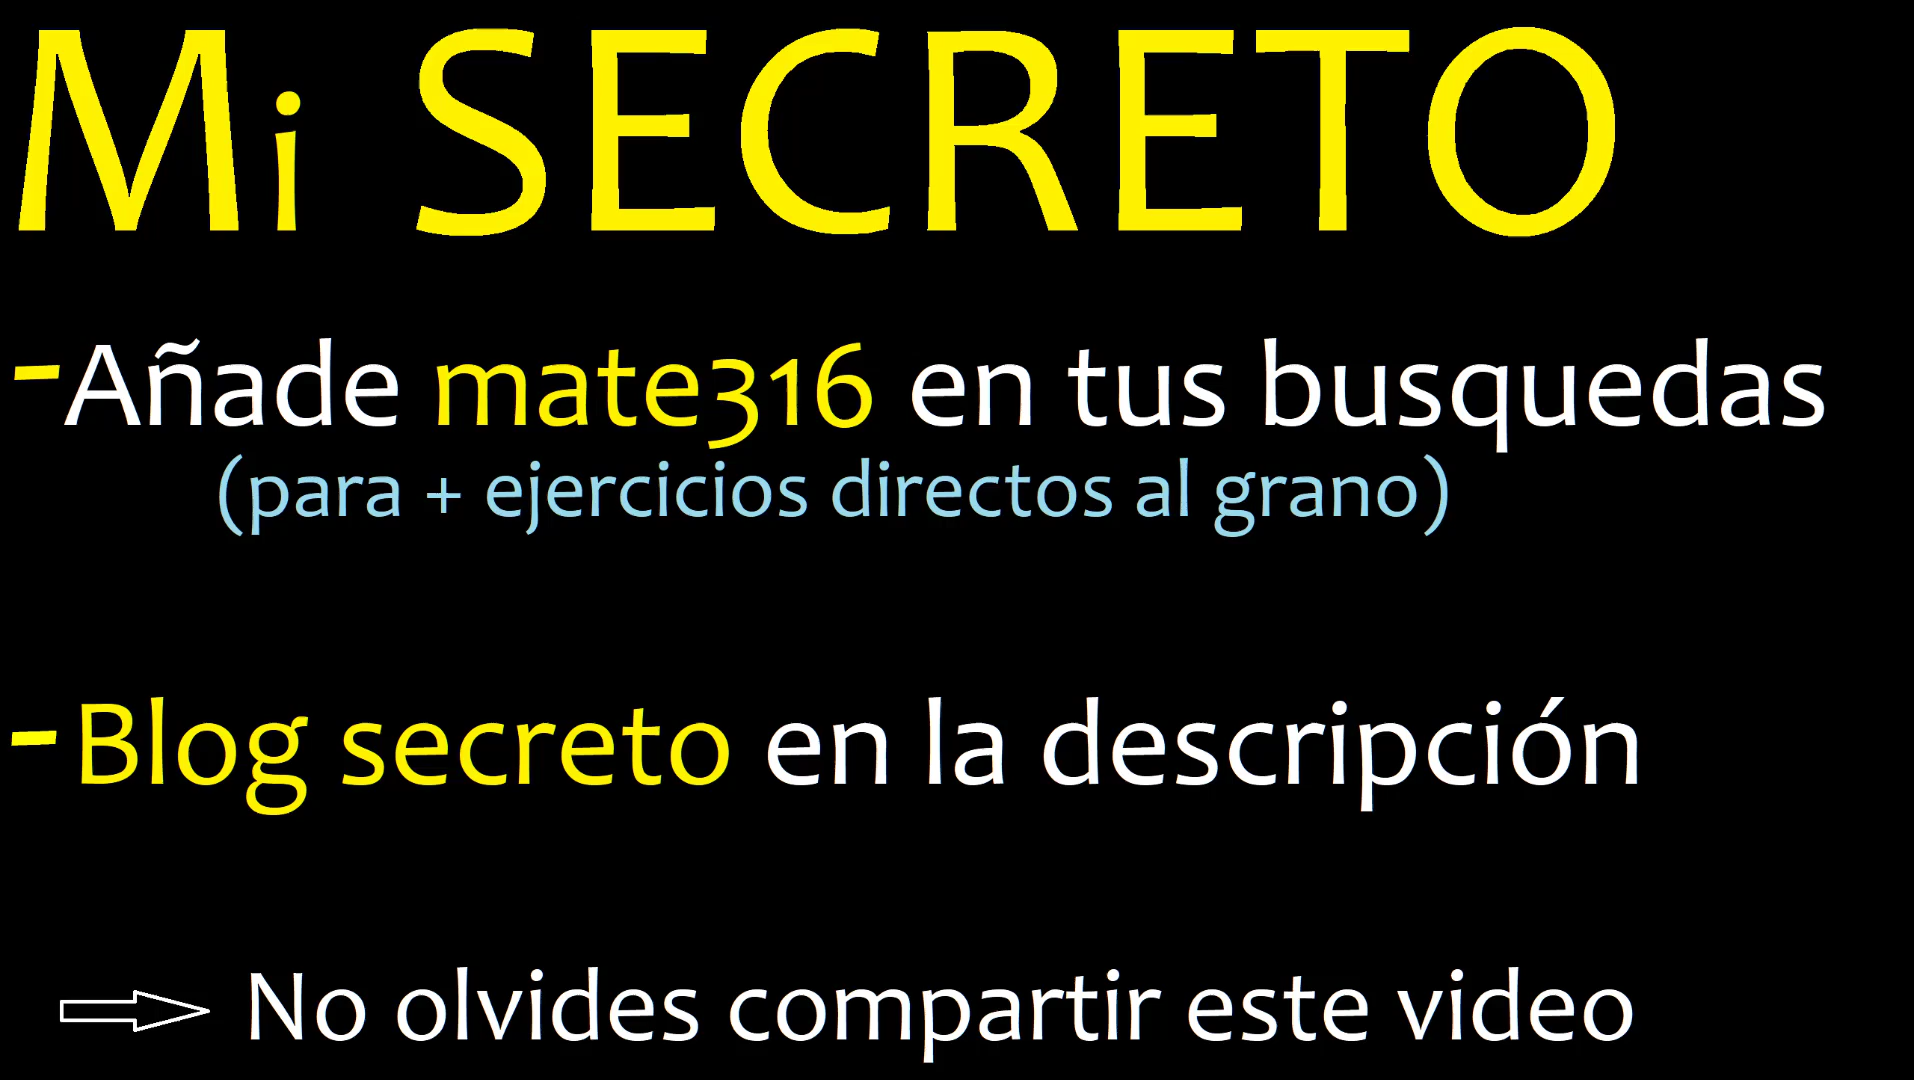 Mi SECRETO
-Añade mate316 en tus busquedas
(para + ejercicios directos al grano)
-Blog secreto en la descripción
No olvides compartir este video